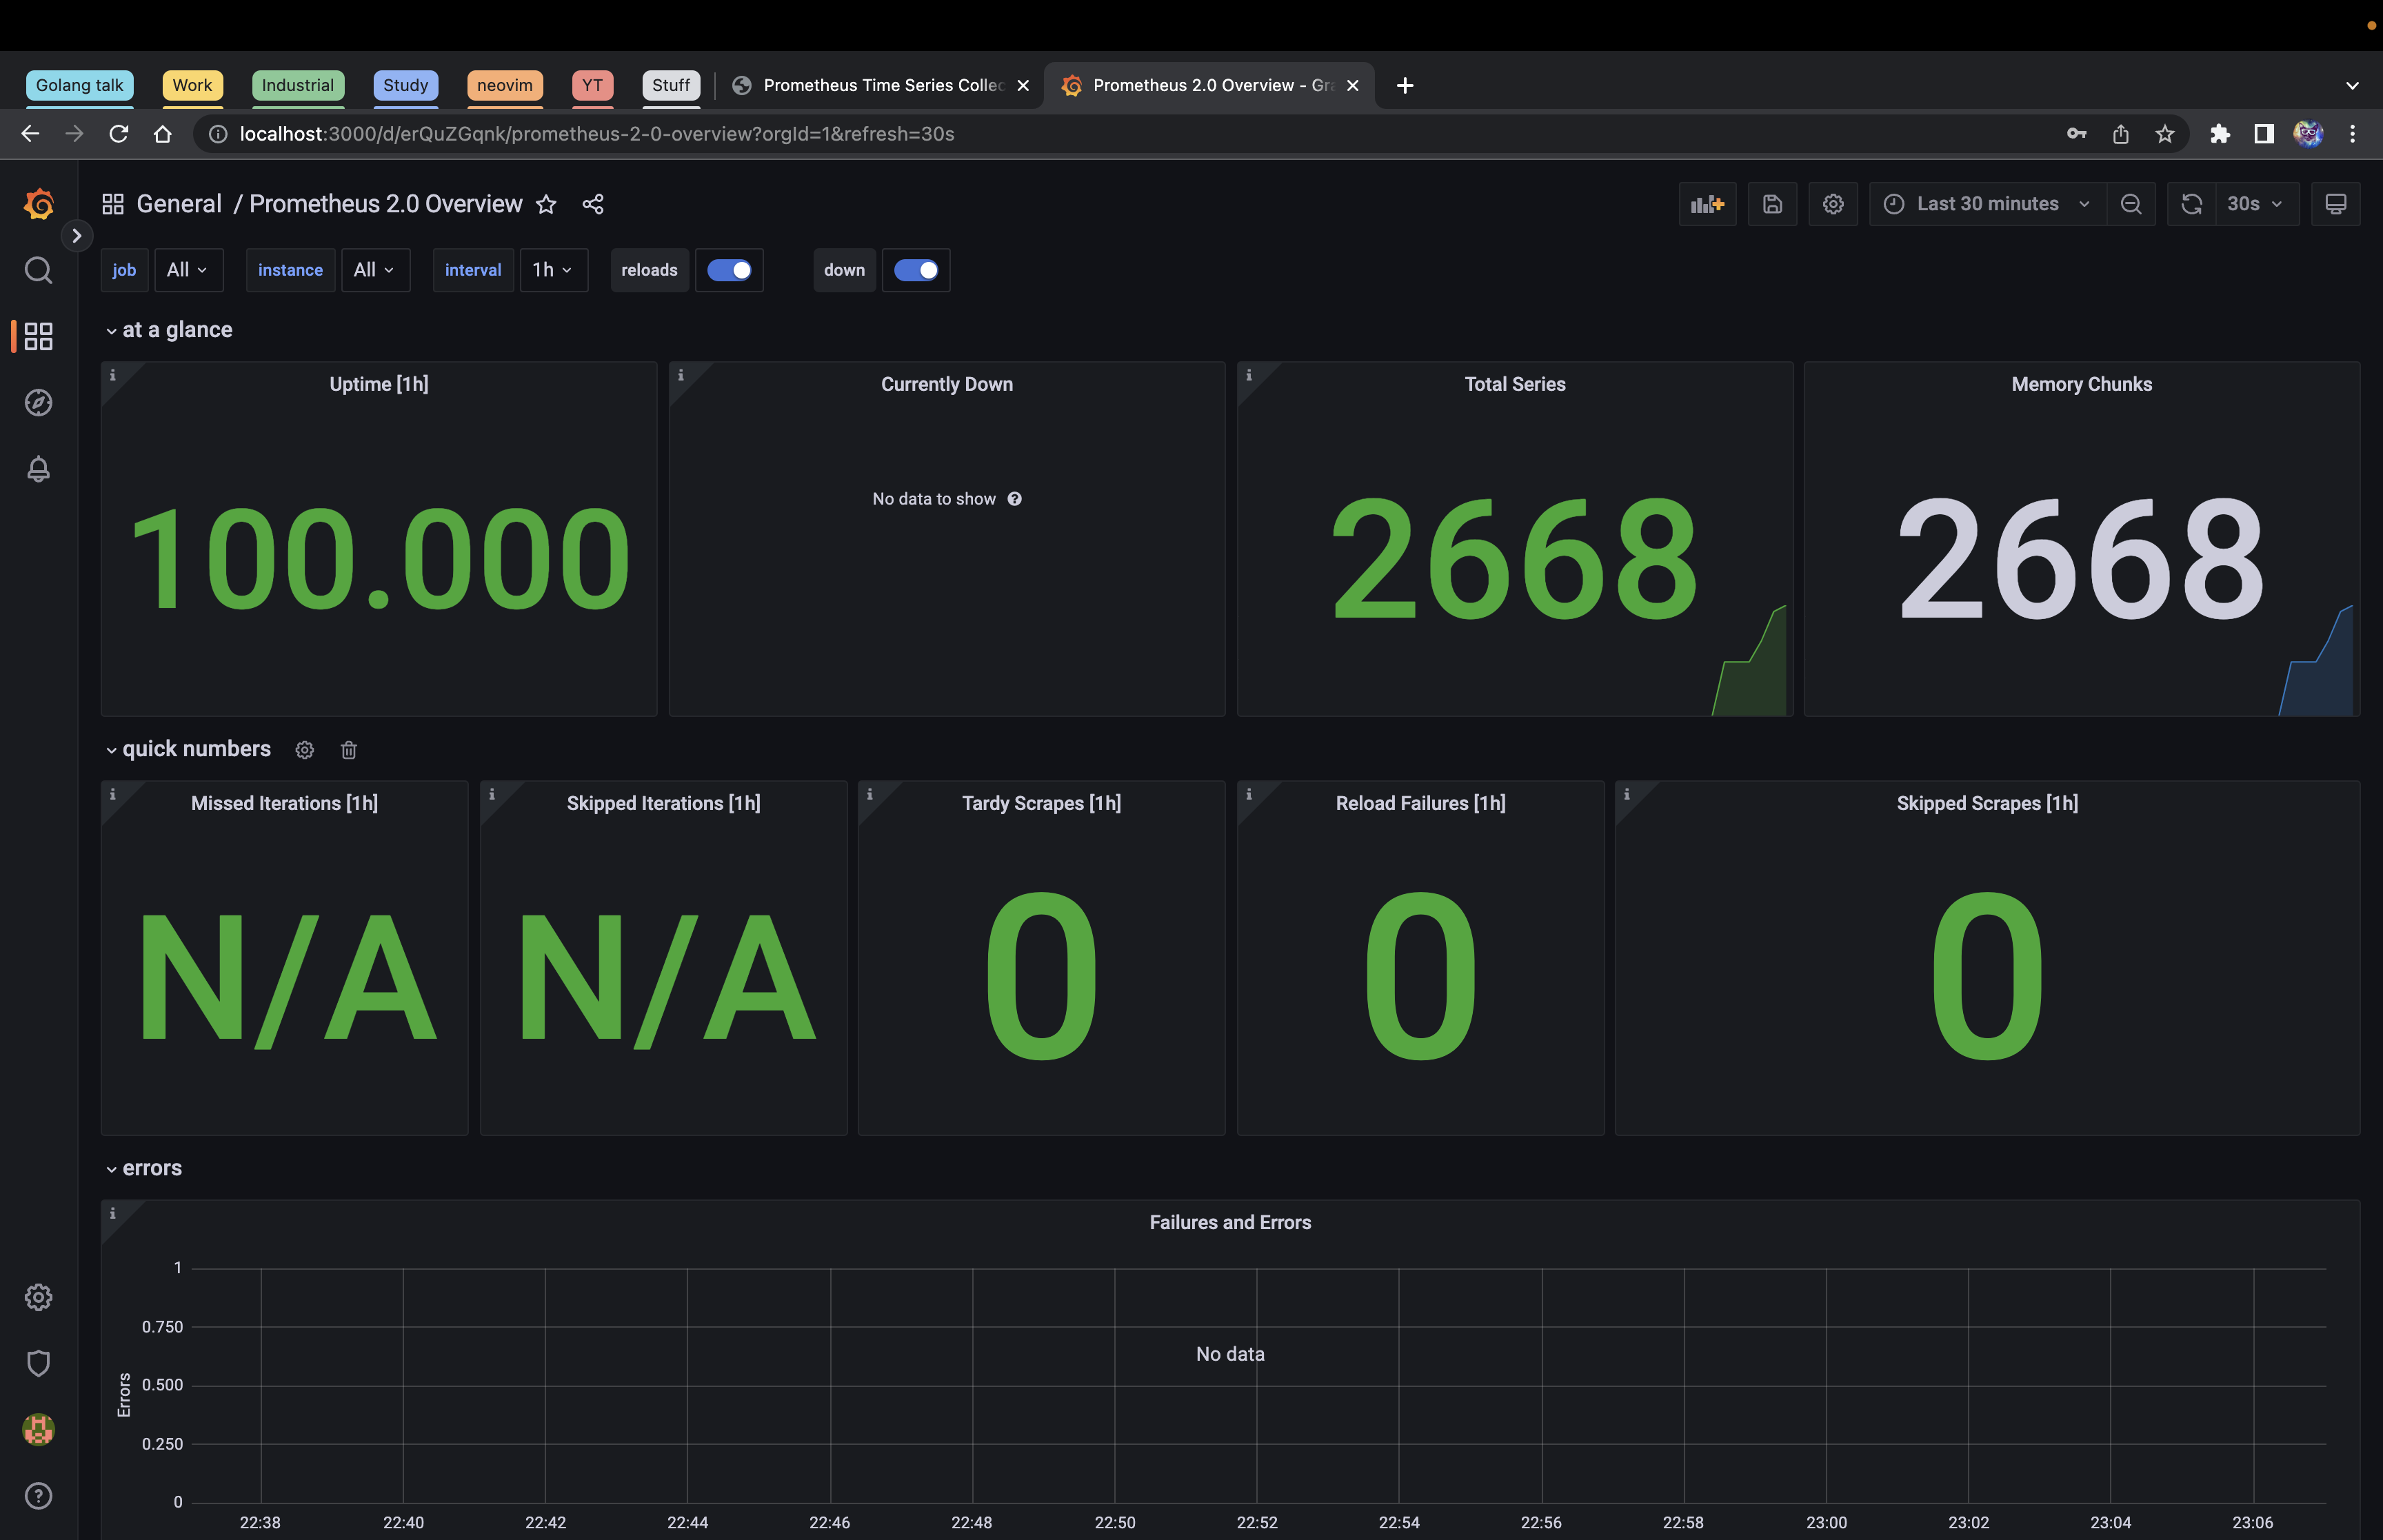 Golang talk Work Industrial Study neovim YT Stuff Prometheus Time Series Collec Prometheus 2.0 Overview - Gra
localhost:3000/d/erQuZGqnk/prometheus-2-0-overview?orgId=1&refresh=30s
General / Prometheus 2.0 Overview Last 30 minutes 30s
job All instance All interval 1h reloads down
at a glance
Uptime [1h] Currently Down Total Series Memory Chunks
No data to show
100.000 2668 2668
quick numbers
Missed Iterations [1h] Skipped Iterations [1h] Tardy Scrapes [1h] Reload Failures [1h] Skipped Scrapes [1h]
N/A N/A 0 0 0
errors
Failures and Errors
1
0.750
No data
0.500
Errors
0.250
0
22:38 22:40 22:42 22:44 22:46 22:48 22:50 22:52 22:54 22:56 22:58 23:00 23:02 23:04 23:06